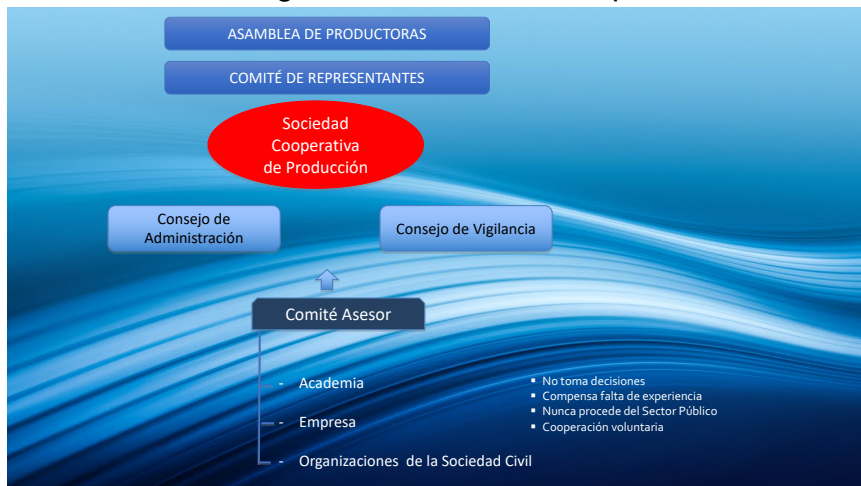 ASAMBLEA DE PRODUCTORAS
COMITÉ DE REPRESENTANTES
Sociedad
Cooperativa
de Producción
Consejo de
Administración
Consejo de Vigilancia
Comité Asesor
- Academia
- Empresa
- Organizaciones de la Sociedad Civil
▪ No toma decisiones
▪ Compensa falta de experiencia
▪ Nunca procede del Sector Público
▪ Cooperación voluntaria